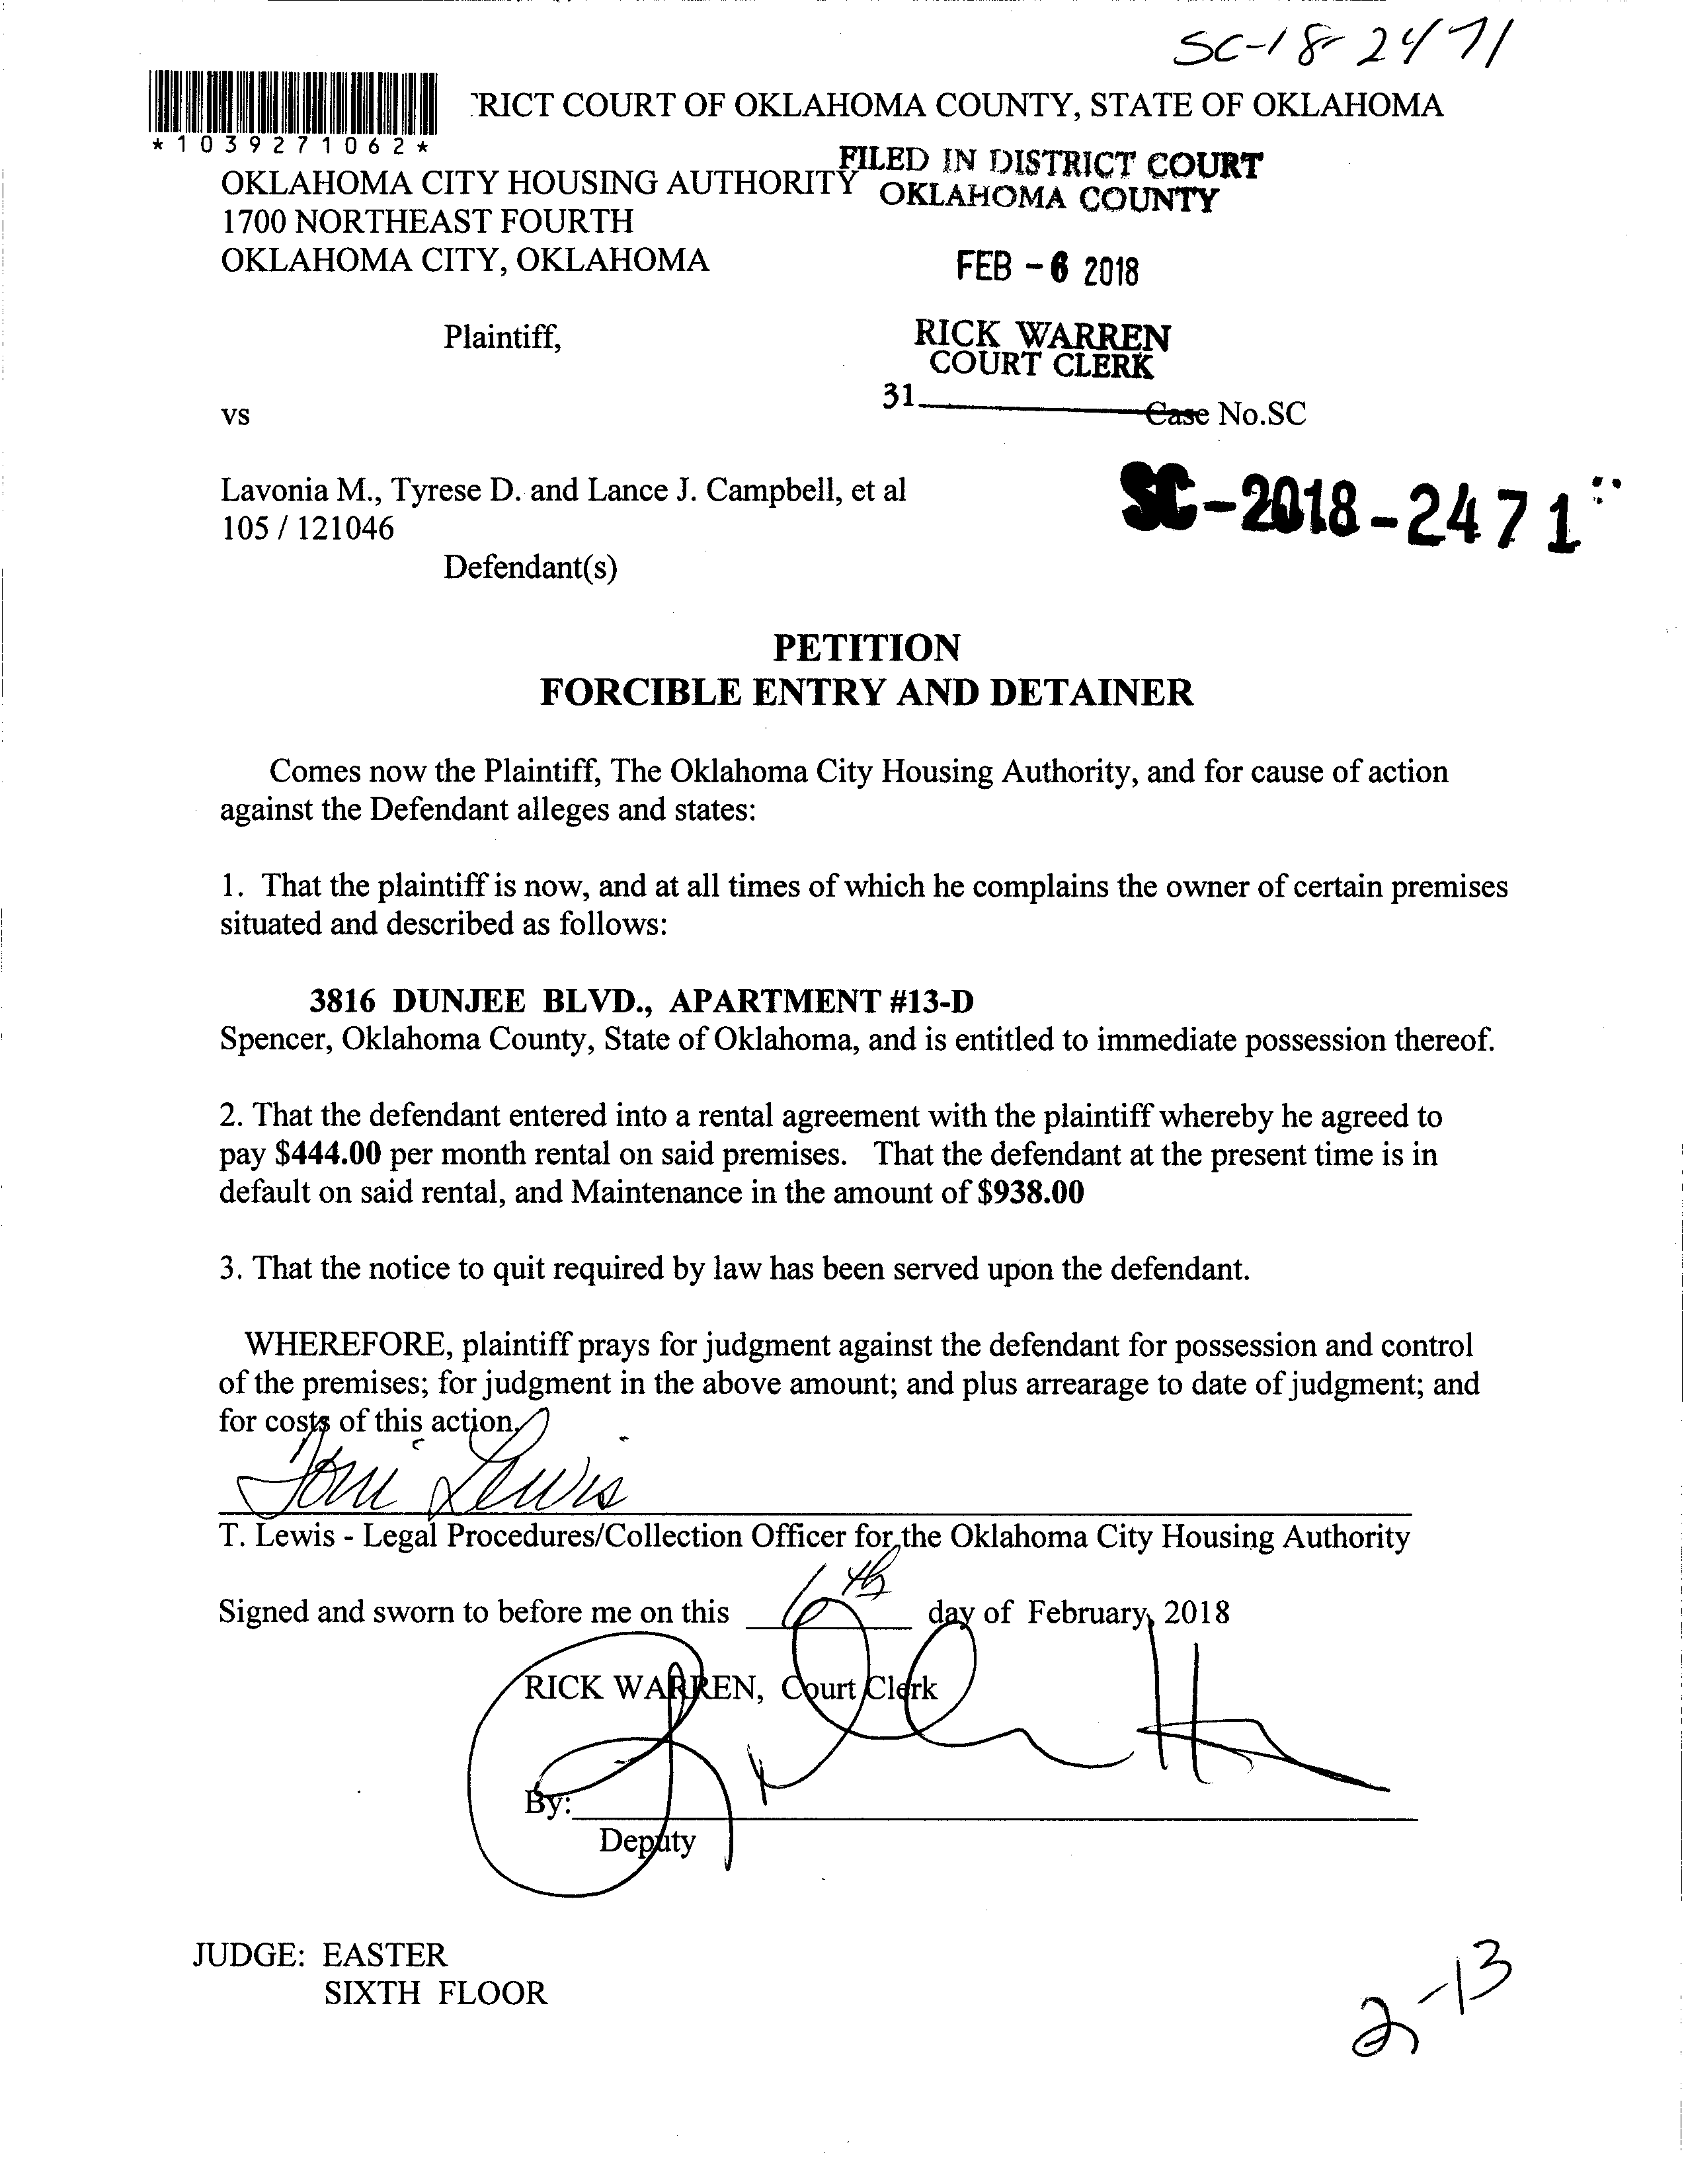 SC-18-2471
RICT COURT OF OKLAHOMA COUNTY, STATE OF OKLAHOMA
*1039271062*
FILED IN DISTRICT COURT
OKLAHOMA COUNTY
OKLAHOMA CITY HOUSING AUTHORITY
1700 NORTHEAST FOURTH
OKLAHOMA CITY, OKLAHOMA
FEB -6 2018
Plaintiff,
RICK WARREN
COURT CLERK
31
vs
Case No.SC
Lavonia M., Tyrese D. and Lance J. Campbell, et al
SC-2018-2471
105 / 121046
Defendant(s)
PETITION
FORCIBLE ENTRY AND DETAINER
Comes now the Plaintiff, The Oklahoma City Housing Authority, and for cause of action
against the Defendant alleges and states:
1. That the plaintiff is now, and at all times of which he complains the owner of certain premises
situated and described as follows:
3816 DUNJEE BLVD., APARTMENT #13-D
Spencer, Oklahoma County, State of Oklahoma, and is entitled to immediate possession thereof.
2. That the defendant entered into a rental agreement with the plaintiff whereby he agreed to
pay $444.00 per month rental on said premises. That the defendant at the present time is in
default on said rental, and Maintenance in the amount of $938.00
3. That the notice to quit required by law has been served upon the defendant.
WHEREFORE, plaintiff prays for judgment against the defendant for possession and control
of the premises; for judgment in the above amount; and plus arrearage to date of judgment; and
for costs of this action.
Toni Lewis
T. Lewis - Legal Procedures/Collection Officer for the Oklahoma City Housing Authority
Signed and sworn to before me on this 6th day of February, 2018
RICK WARREN, Court Clerk
By:
Deputy
JUDGE: EASTER
SIXTH FLOOR
2-13